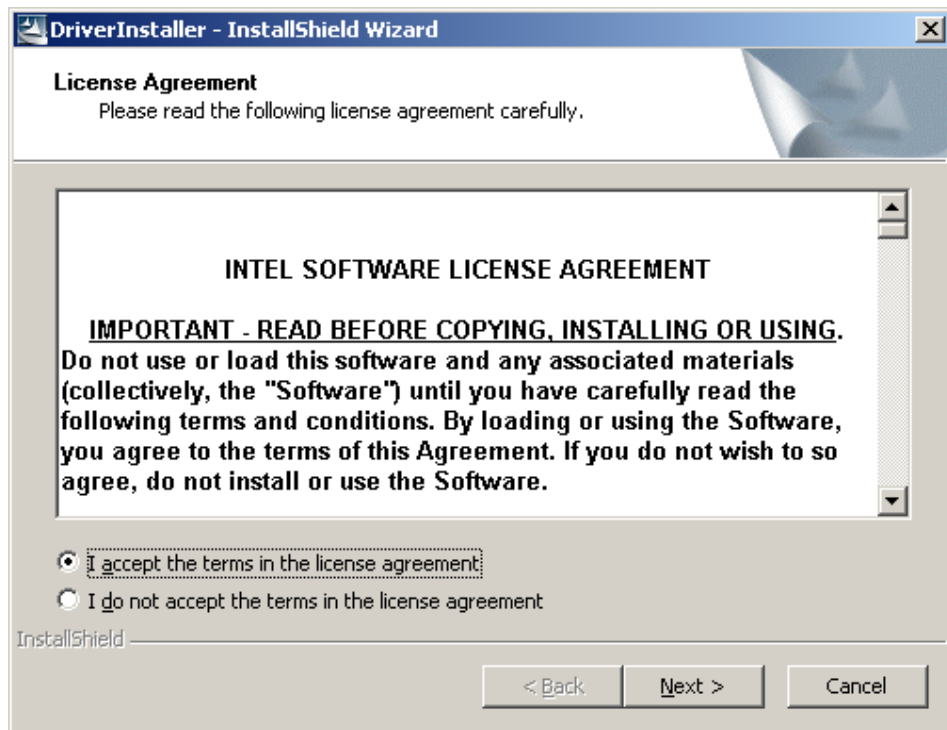 DriverInstaller - InstallShield Wizard
License Agreement
Please read the following license agreement carefully.
INTEL SOFTWARE LICENSE AGREEMENT
IMPORTANT - READ BEFORE COPYING, INSTALLING OR USING.
Do not use or load this software and any associated materials
(collectively, the "Software") until you have carefully read the
following terms and conditions. By loading or using the Software,
you agree to the terms of this Agreement. If you do not wish to so
agree, do not install or use the Software.
I accept the terms in the license agreement
I do not accept the terms in the license agreement
InstallShield
< Back
Next >
Cancel